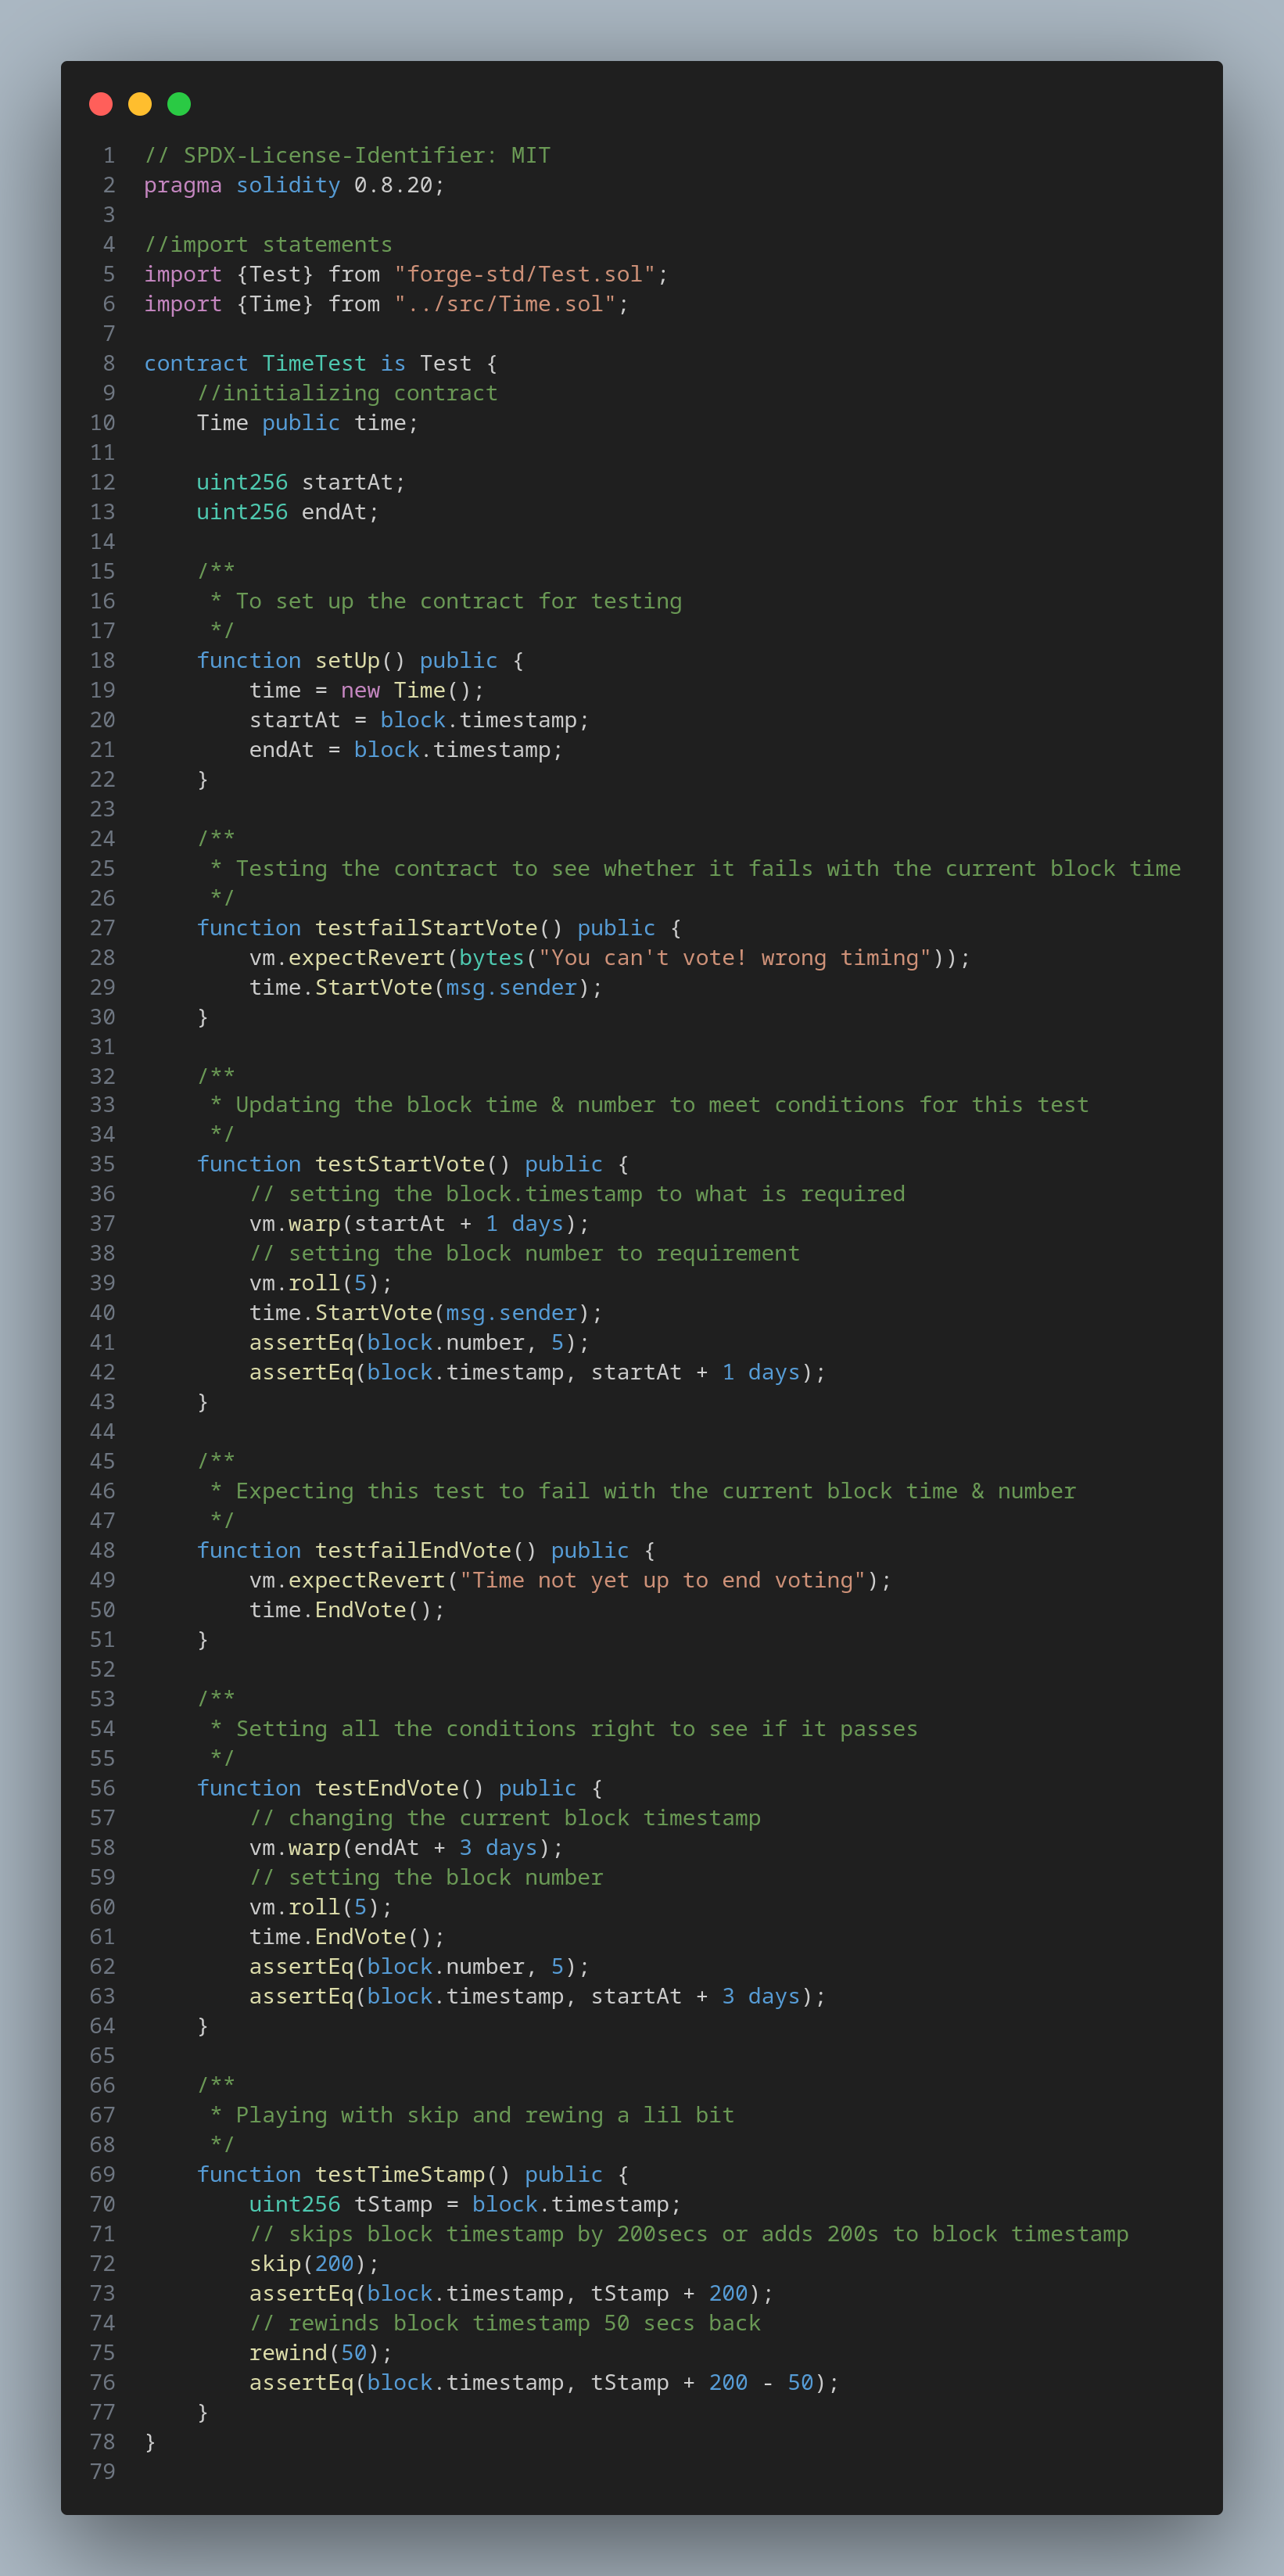 1 // SPDX-License-Identifier: MIT
2 pragma solidity 0.8.20;
3
4 //import statements
5 import {Test} from "forge-std/Test.sol";
6 import {Time} from "../src/Time.sol";
7
8 contract TimeTest is Test {
9     //initializing contract
10     Time public time;
11
12     uint256 startAt;
13     uint256 endAt;
14
15     /**
16      * To set up the contract for testing
17      */
18     function setUp() public {
19         time = new Time();
20         startAt = block.timestamp;
21         endAt = block.timestamp;
22     }
23
24     /**
25      * Testing the contract to see whether it fails with the current block time
26      */
27     function testfailStartVote() public {
28         vm.expectRevert(bytes("You can't vote! wrong timing"));
29         time.StartVote(msg.sender);
30     }
31
32     /**
33      * Updating the block time & number to meet conditions for this test
34      */
35     function testStartVote() public {
36         // setting the block.timestamp to what is required
37         vm.warp(startAt + 1 days);
38         // setting the block number to requirement
39         vm.roll(5);
40         time.StartVote(msg.sender);
41         assertEq(block.number, 5);
42         assertEq(block.timestamp, startAt + 1 days);
43     }
44
45     /**
46      * Expecting this test to fail with the current block time & number
47      */
48     function testfailEndVote() public {
49         vm.expectRevert("Time not yet up to end voting");
50         time.EndVote();
51     }
52
53     /**
54      * Setting all the conditions right to see if it passes
55      */
56     function testEndVote() public {
57         // changing the current block timestamp
58         vm.warp(endAt + 3 days);
59         // setting the block number
60         vm.roll(5);
61         time.EndVote();
62         assertEq(block.number, 5);
63         assertEq(block.timestamp, startAt + 3 days);
64     }
65
66     /**
67      * Playing with skip and rewing a lil bit
68      */
69     function testTimeStamp() public {
70         uint256 tStamp = block.timestamp;
71         // skips block timestamp by 200secs or adds 200s to block timestamp
72         skip(200);
73         assertEq(block.timestamp, tStamp + 200);
74         // rewinds block timestamp 50 secs back
75         rewind(50);
76         assertEq(block.timestamp, tStamp + 200 - 50);
77     }
78 }
79